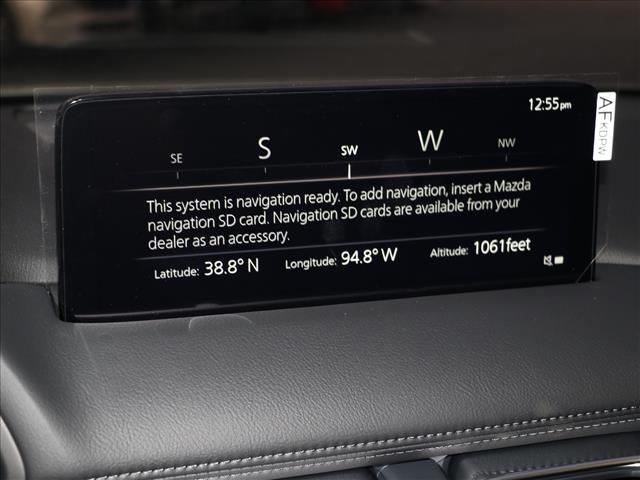 12:55pm
AFKDPW
SE S SW W NW
This system is navigation ready. To add navigation, insert a Mazda
navigation SD card. Navigation SD cards are available from your
dealer as an accessory.
Latitude: 38.8° N Longitude: 94.8° W Altitude: 1061feet